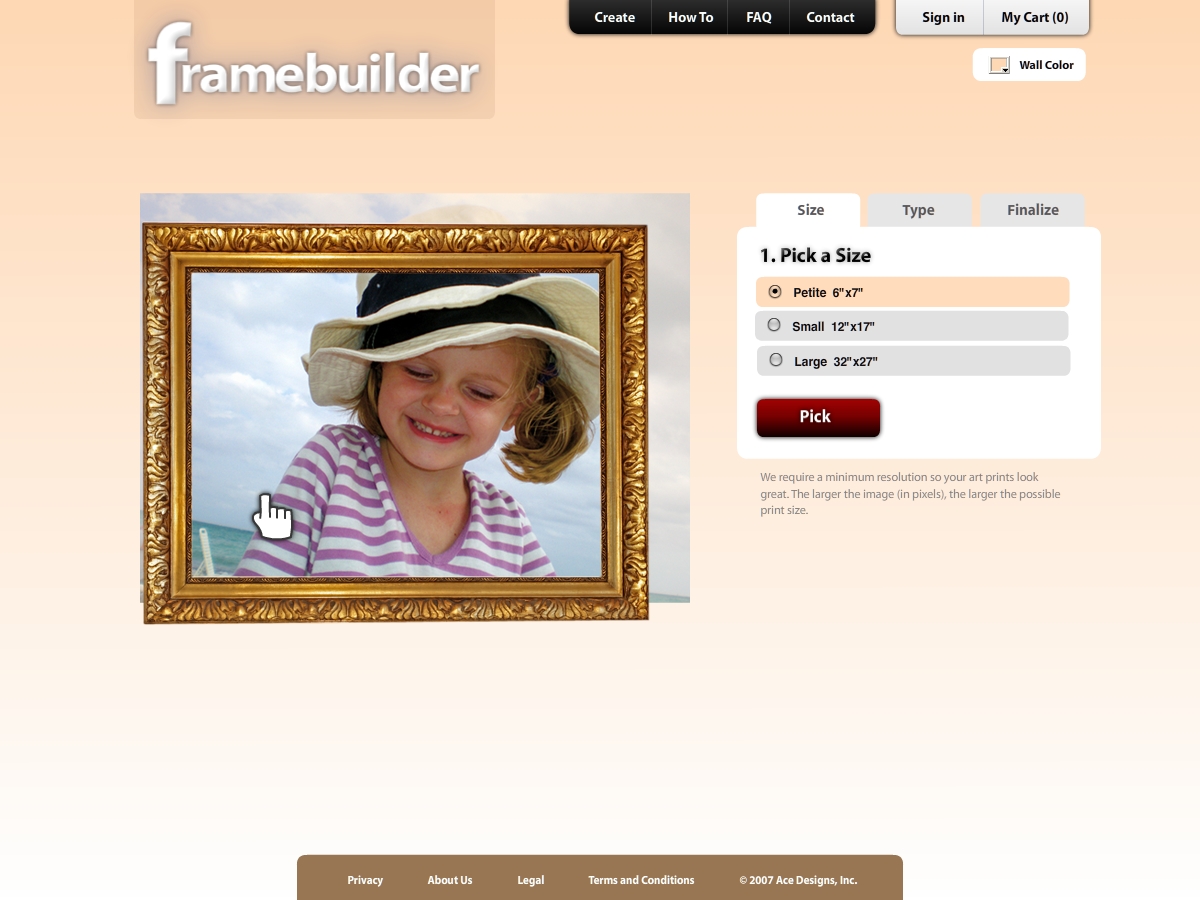 Create How To FAQ Contact Sign in My Cart (0)
framebuilder
Wall Color
Size Type Finalize
1. Pick a Size
Petite 6"x7"
Small 12"x17"
Large 32"x27"
Pick
We require a minimum resolution so your art prints look
great. The larger the image (in pixels), the larger the possible
print size.
Privacy About Us Legal Terms and Conditions © 2007 Ace Designs, Inc.